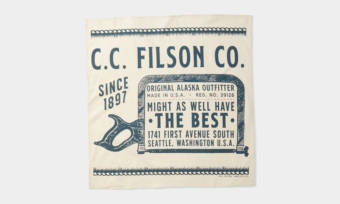 C.C. FILSON CO.
SINCE
1897
ORIGINAL ALASKA OUTFITTER
MADE IN U.S.A. • REG. NO. 29126
MIGHT AS WELL HAVE
• THE BEST •
1741 FIRST AVENUE SOUTH
SEATTLE, WASHINGTON U.S.A.